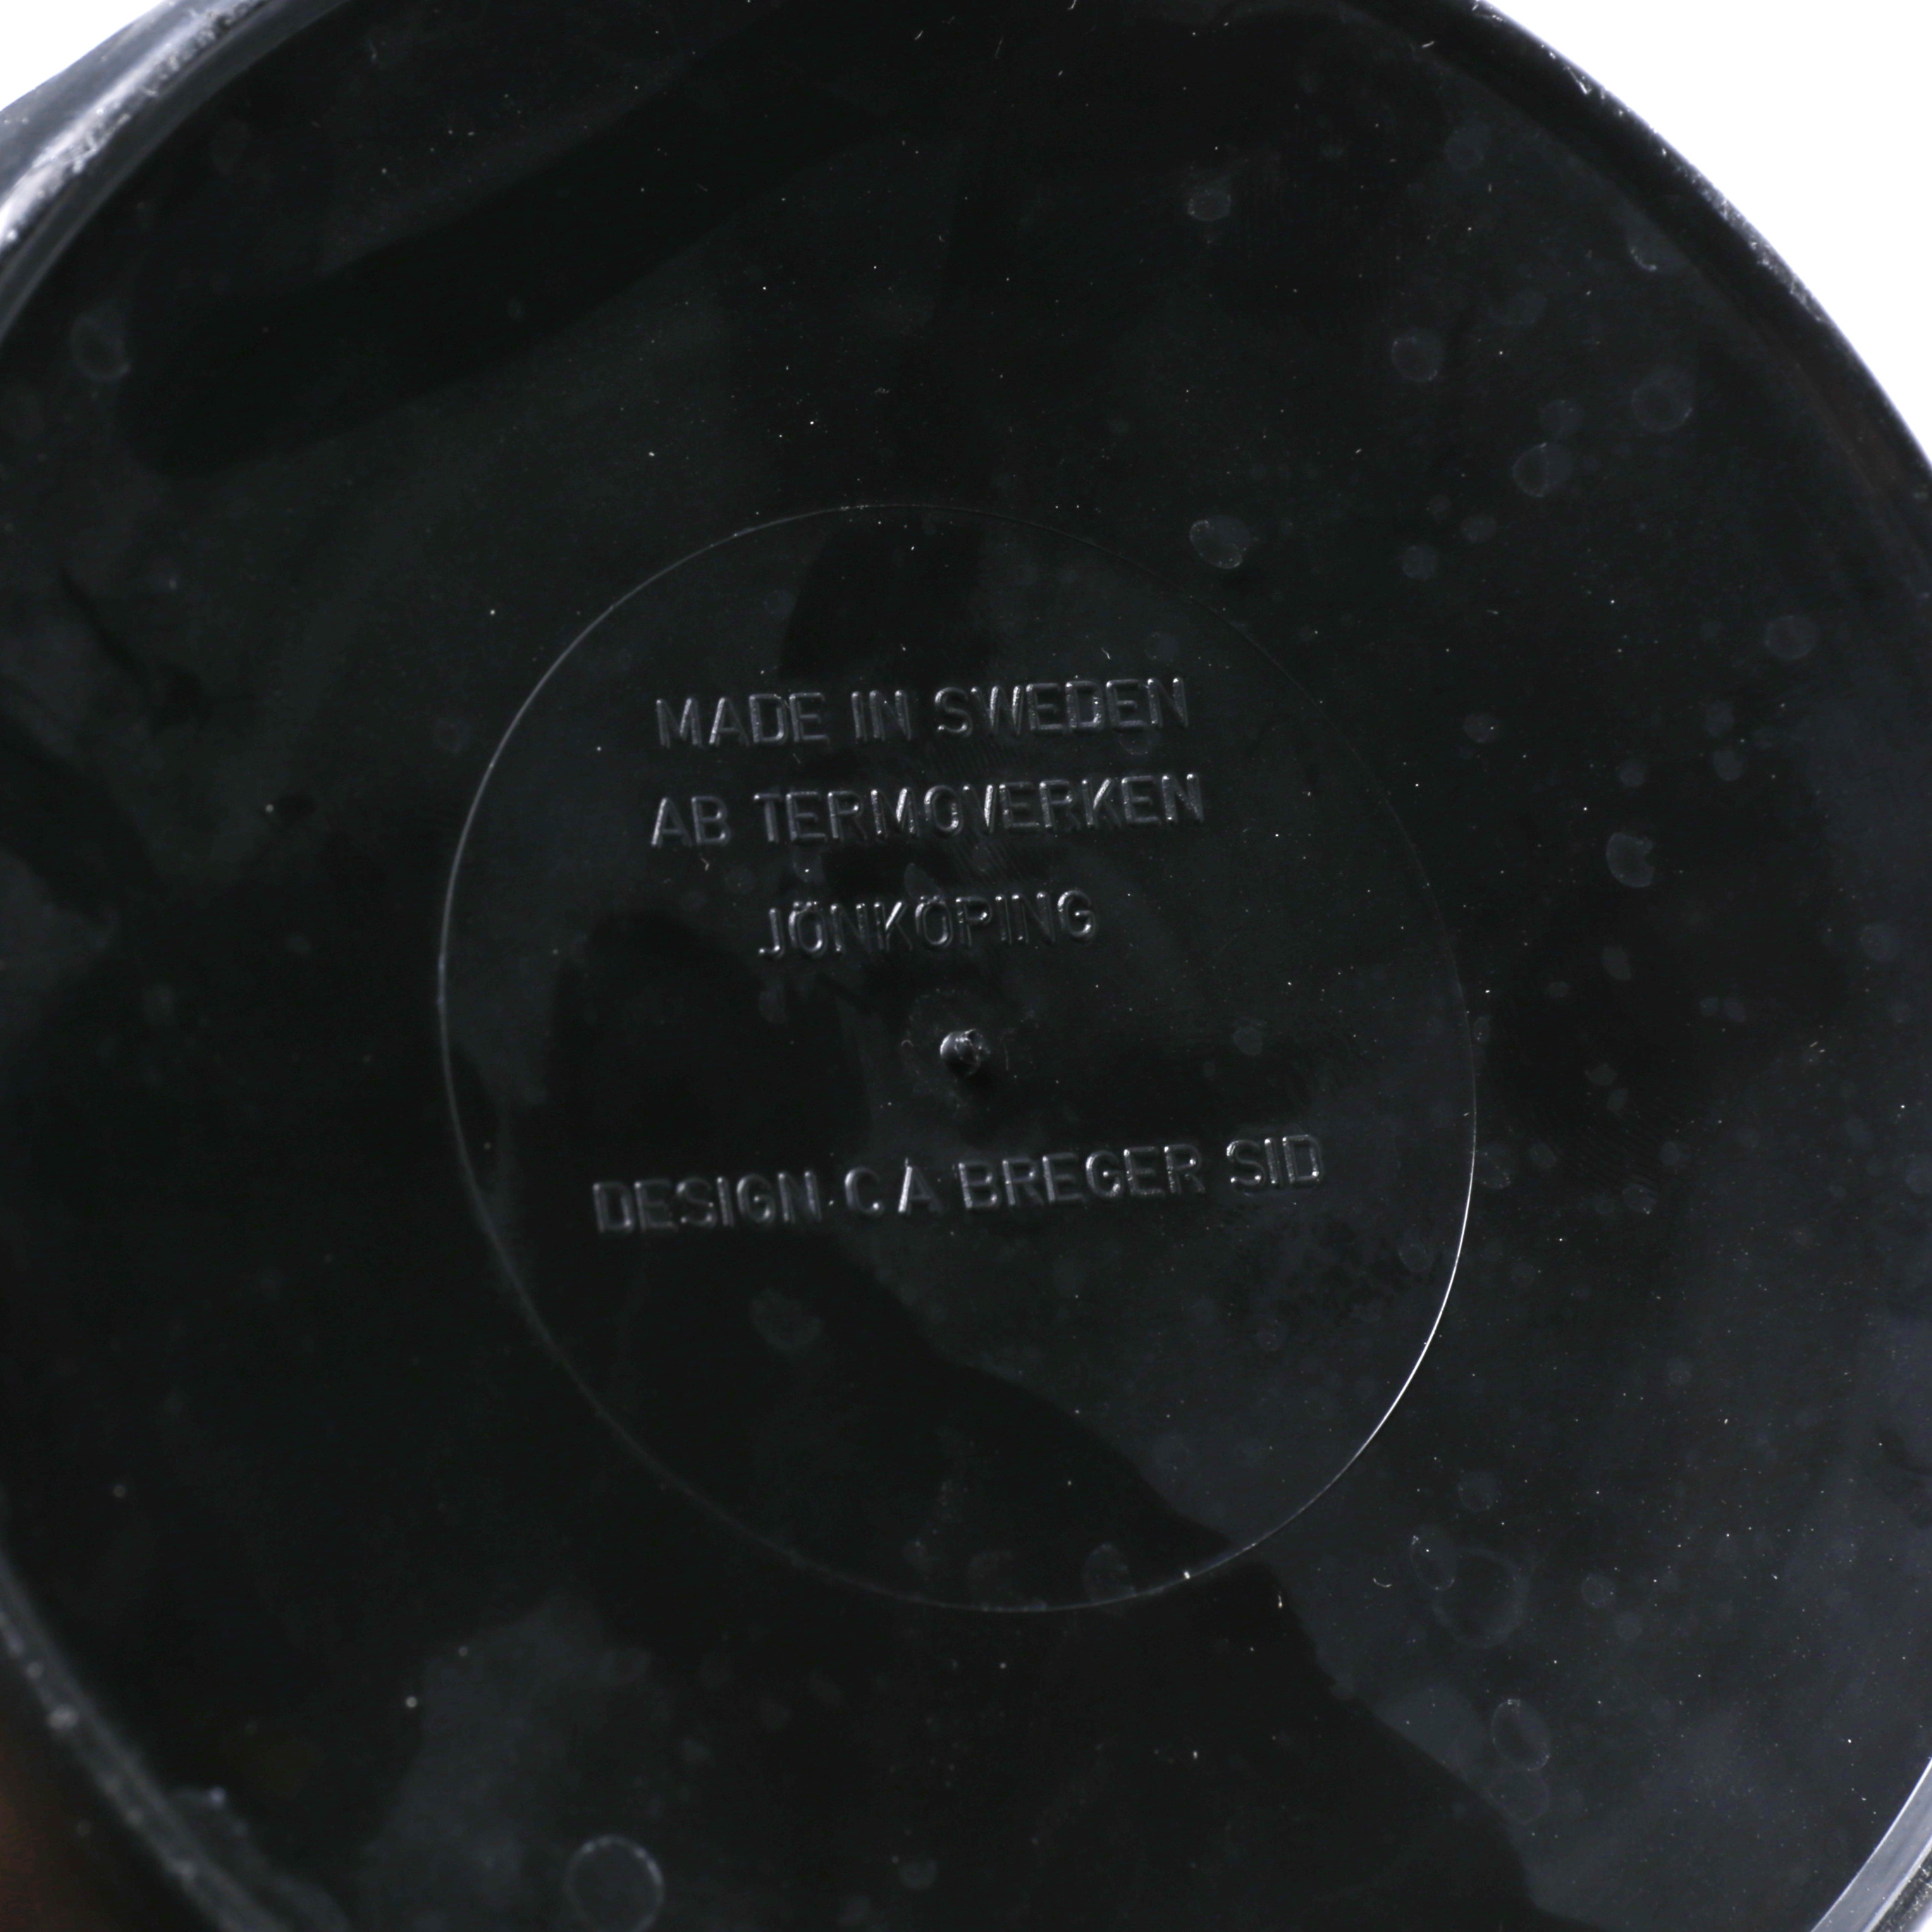 MADE IN SWEDEN
AB TERMOVERKEN
JÖNKÖPING
DESIGN·C A BREGER SID